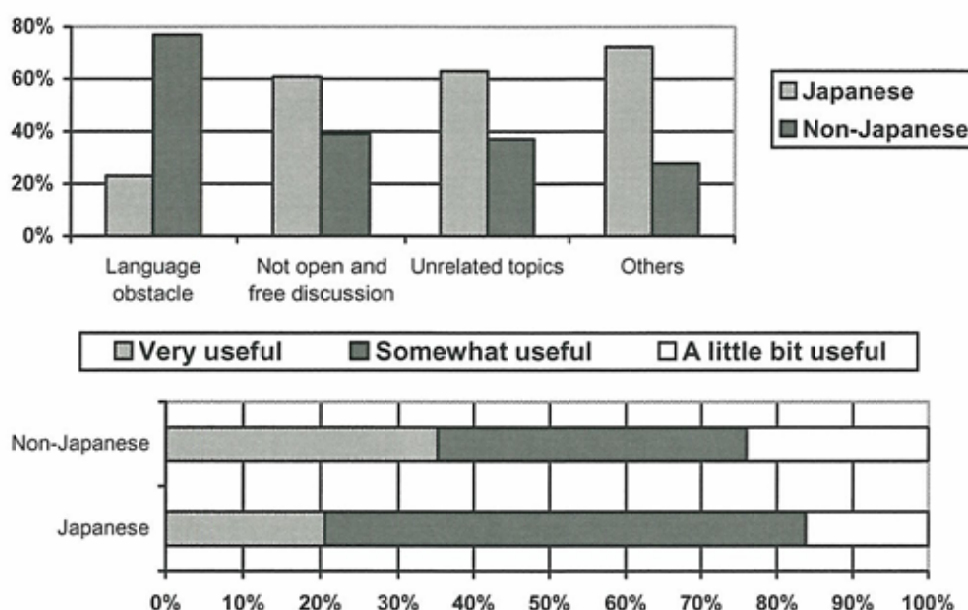 80%
60%
40%
20%
0%
Japanese
Non-Japanese
Language
obstacle
Not open and
free discussion
Unrelated topics
Others
Very useful
Somewhat useful
A little bit useful
Non-Japanese
Japanese
0% 10% 20% 30% 40% 50% 60% 70% 80% 90% 100%